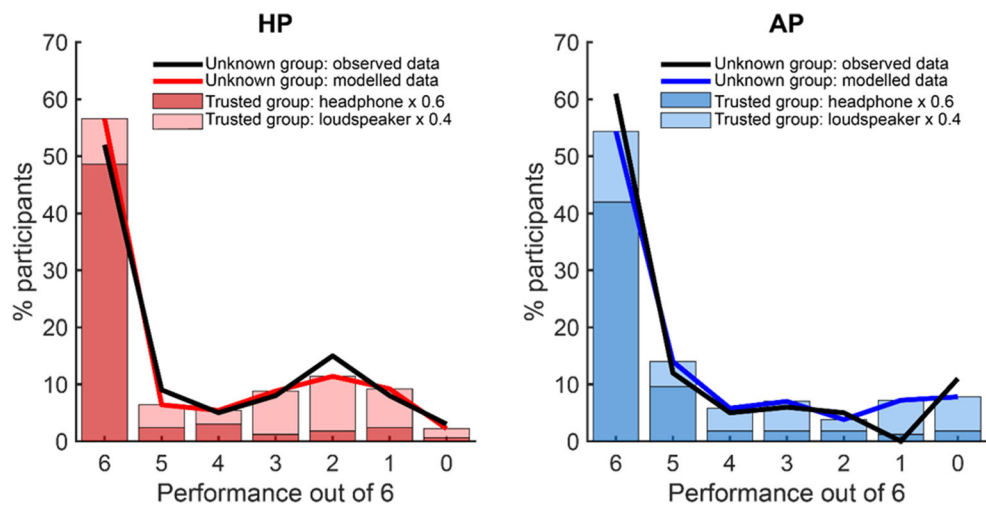 HP
70
60
50
40
30
20
10
0
% participants
Unknown group: observed data
Unknown group: modelled data
Trusted group: headphone x 0.6
Trusted group: loudspeaker x 0.4
6 5 4 3 2 1 0
Performance out of 6
AP
70
60
50
40
30
20
10
0
% participants
Unknown group: observed data
Unknown group: modelled data
Trusted group: headphone x 0.6
Trusted group: loudspeaker x 0.4
6 5 4 3 2 1 0
Performance out of 6